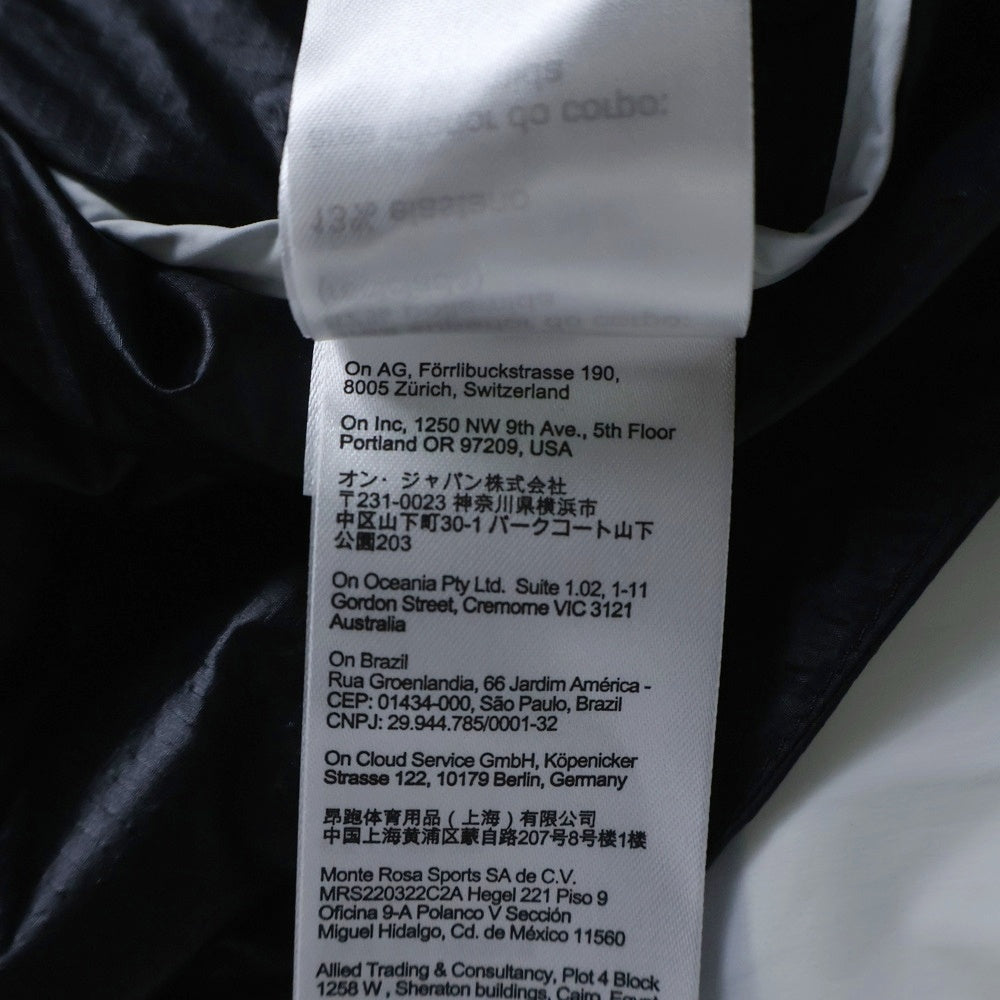 On AG, Förrlibuckstrasse 190,
8005 Zürich, Switzerland
On Inc, 1250 NW 9th Ave., 5th Floor
Portland OR 97209, USA
オン・ジャパン株式会社
〒231-0023 神奈川県横浜市
中区山下町30-1 パークコート山下
公園203
On Oceania Pty Ltd. Suite 1.02, 1-11
Gordon Street, Cremorne VIC 3121
Australia
On Brazil
Rua Groenlandia, 66 Jardim América -
CEP: 01434-000, São Paulo, Brazil
CNPJ: 29.944.785/0001-32
On Cloud Service GmbH, Köpenicker
Strasse 122, 10179 Berlin, Germany
昂跑体育用品（上海）有限公司
中国上海黄浦区蒙自路207号8号楼1楼
Monte Rosa Sports SA de C.V.
MRS220322C2A Hegel 221 Piso 9
Oficina 9-A Polanco V Sección
Miguel Hidalgo, Cd. de México 11560
Allied Trading & Consultancy, Plot 4 Block
1258 W , Sheraton buildings, Cairo, Egypt